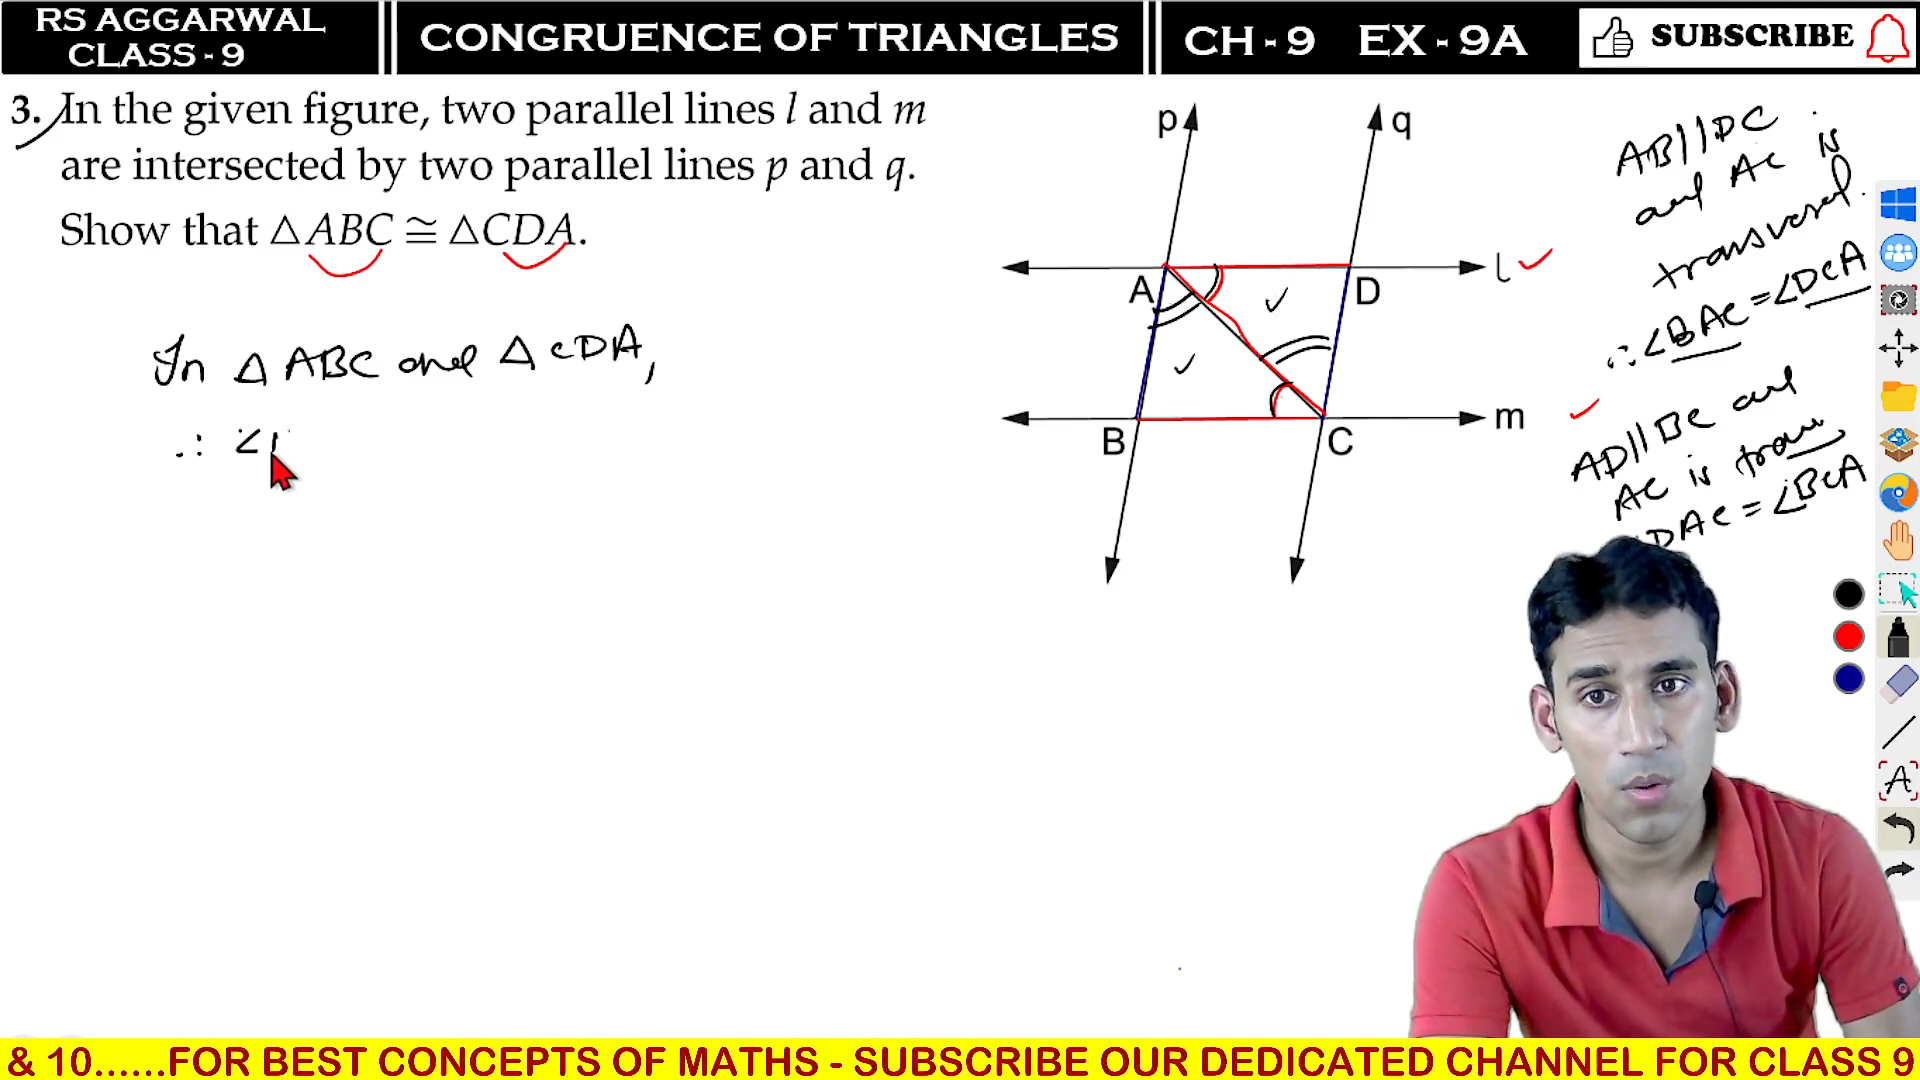 RS AGGARWAL
CLASS - 9
CONGRUENCE OF TRIANGLES
CH - 9 EX - 9A
SUBSCRIBE
3. In the given figure, two parallel lines l and m
are intersected by two parallel lines p and q.
Show that △ABC ≅ △CDA.
In △ ABC and △ CDA,
∴ ∠
p
q
A
D
l
B
C
m
AB||DC
and AC is
transversal.
∴ ∠BAC = ∠DCA
AD||BC and
AC is trans
DAC = ∠BCA
A
& 10......FOR BEST CONCEPTS OF MATHS - SUBSCRIBE OUR DEDICATED CHANNEL FOR CLASS 9